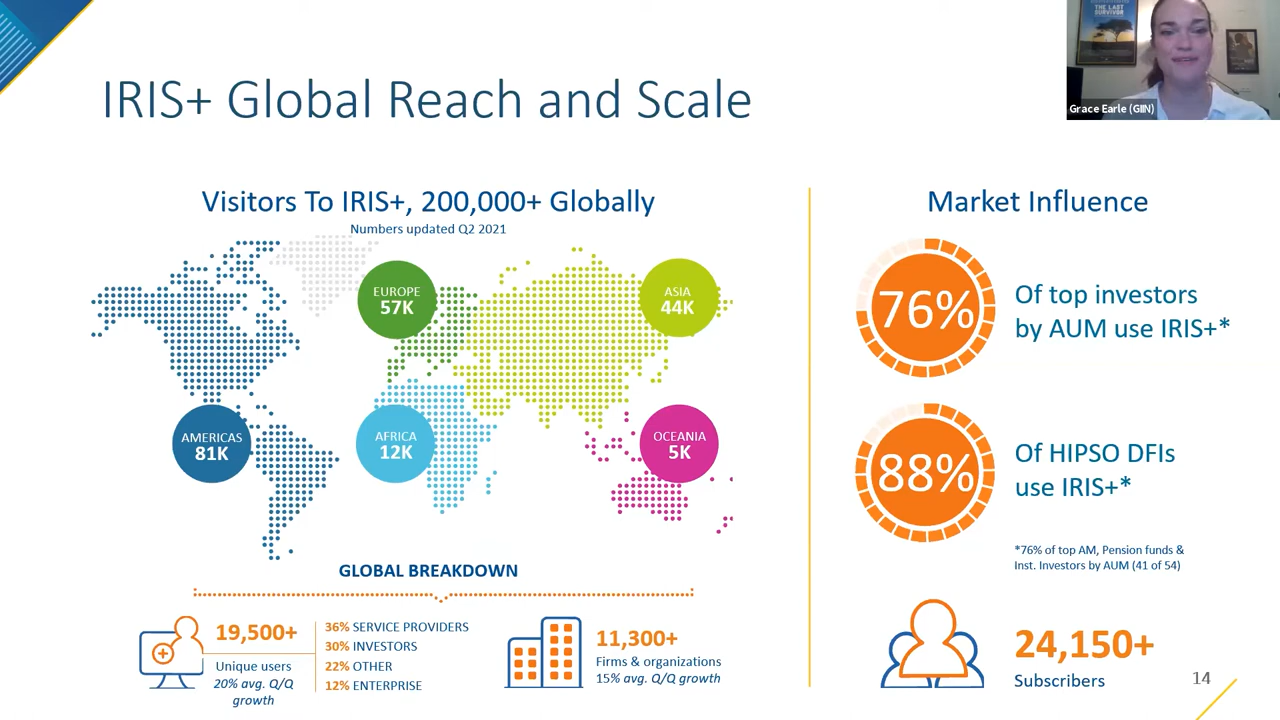 THE LAST
SURVIVOR
Grace Earle (GIIN)
IRIS+ Global Reach and Scale
Visitors To IRIS+, 200,000+ Globally
Numbers updated Q2 2021
EUROPE
57K
ASIA
44K
AMERICAS
81K
AFRICA
12K
OCEANIA
5K
GLOBAL BREAKDOWN
19,500+
Unique users
20% avg. Q/Q
growth
36% SERVICE PROVIDERS
30% INVESTORS
22% OTHER
12% ENTERPRISE
11,300+
Firms & organizations
15% avg. Q/Q growth
Market Influence
76%
Of top investors
by AUM use IRIS+*
88%
Of HIPSO DFIs
use IRIS+*
*76% of top AM, Pension funds &
Inst. Investors by AUM (41 of 54)
24,150+
Subscribers
14